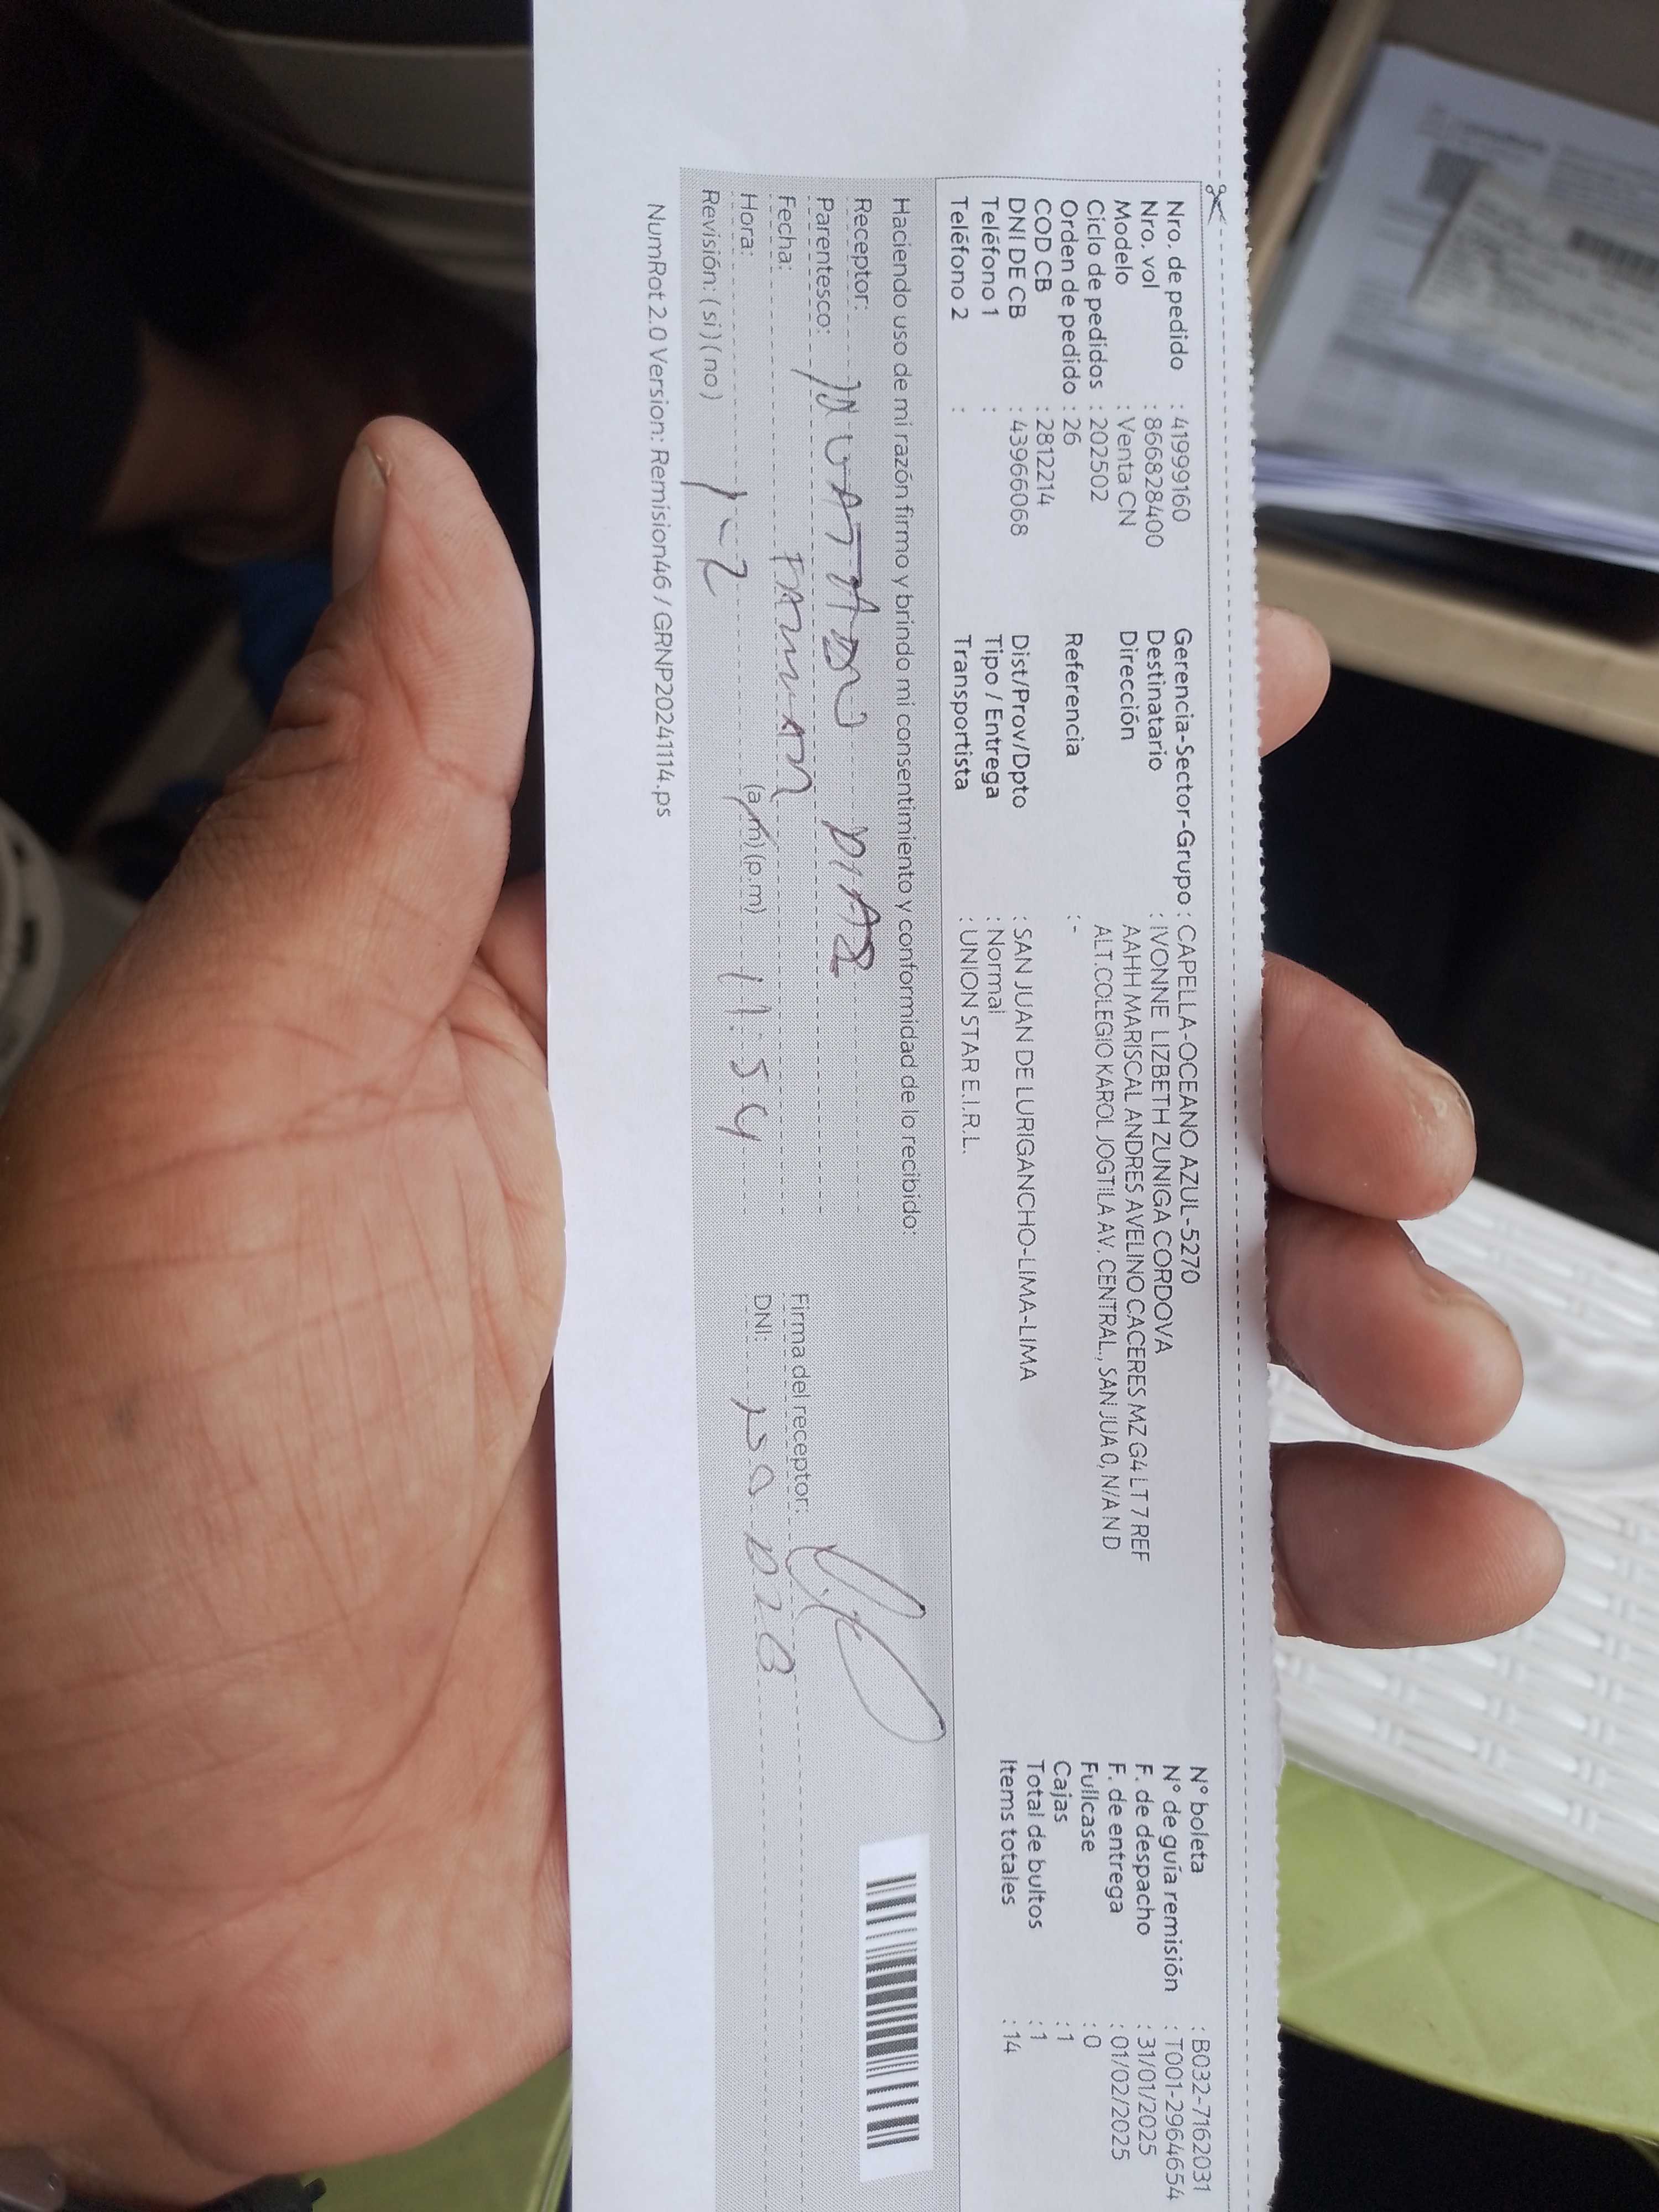 Nro. de pedido : 41999160
Nro. vol : 866828400
Modelo : Venta CN
Ciclo de pedidos : 202502
Orden de pedido : 26
COD CB : 2812214
DNI DE CB : 43966068
Teléfono 1 :
Teléfono 2 :
Gerencia-Sector-Grupo : CAPELLA-OCEANO AZUL-5270
Destinatario : IVONNE LIZBETH ZUNIGA CORDOVA
Dirección AAHH MARISCAL ANDRES AVELINO CACERES MZ G4 LT 7 REF
ALT.COLEGIO KAROL JOGTILA AV. CENTRAL., SAN JUA 0, N/A N D
Referencia : -
Dist/Prov/Dpto : SAN JUAN DE LURIGANCHO-LIMA-LIMA
Tipo / Entrega : Normal
Transportista : UNION STAR E.I.R.L.
N° boleta : B032-7162031
N° de guía remisión : T001-2964654
F. de despacho : 31/01/2025
F. de entrega : 01/02/2025
Fullcase : 0
Cajas : 1
Total de bultos : 1
Items totales : 14
Haciendo uso de mi razón firmo y brindo mi consentimiento y conformidad de lo recibido:
Receptor: DIAZ
Parentesco:
Fecha: 1-2
Hora: (a.m) (p.m) 11:54
Revisión: ( si ) ( no )
Firma del receptor:
DNI:
NumRot 2.0 Version: Remision46 / GRNP20241114.ps